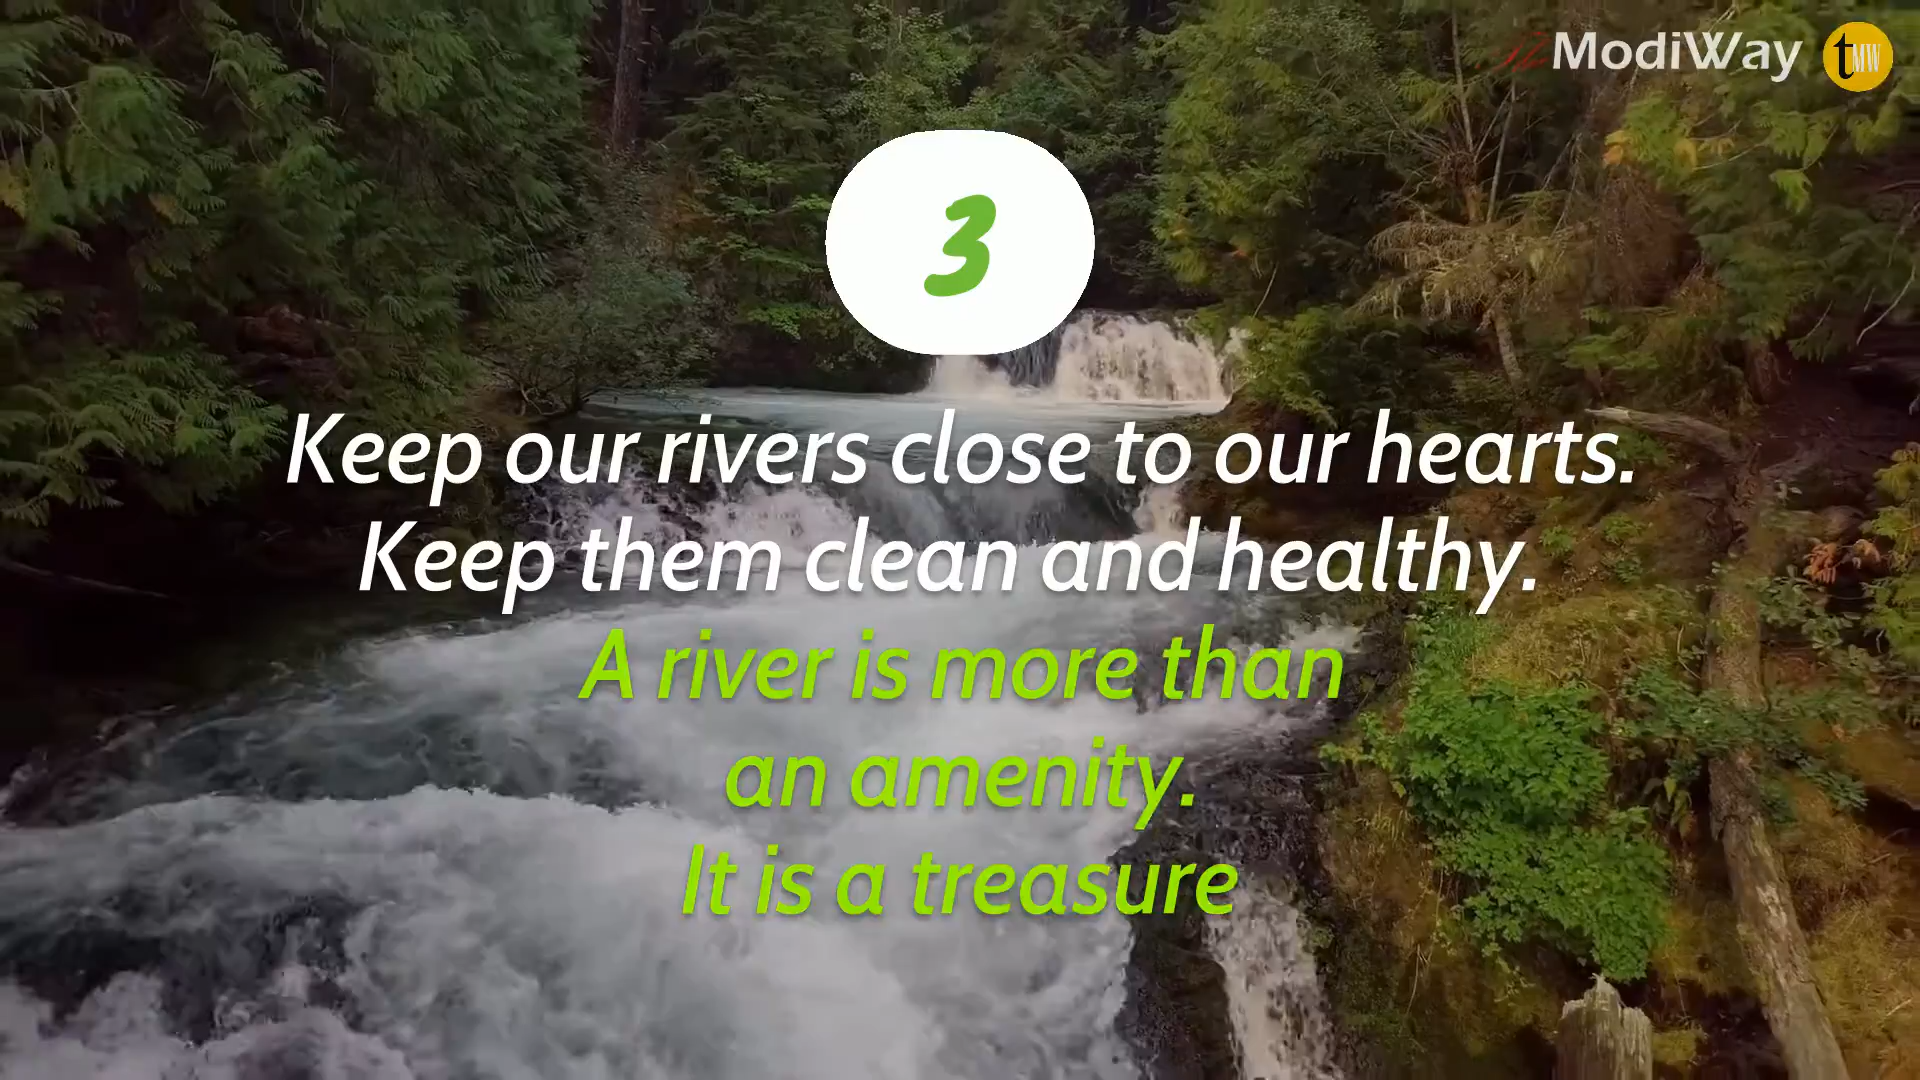 ModiWay
tMW
3
Keep our rivers close to our hearts.
Keep them clean and healthy.
A river is more than
an amenity.
It is a treasure